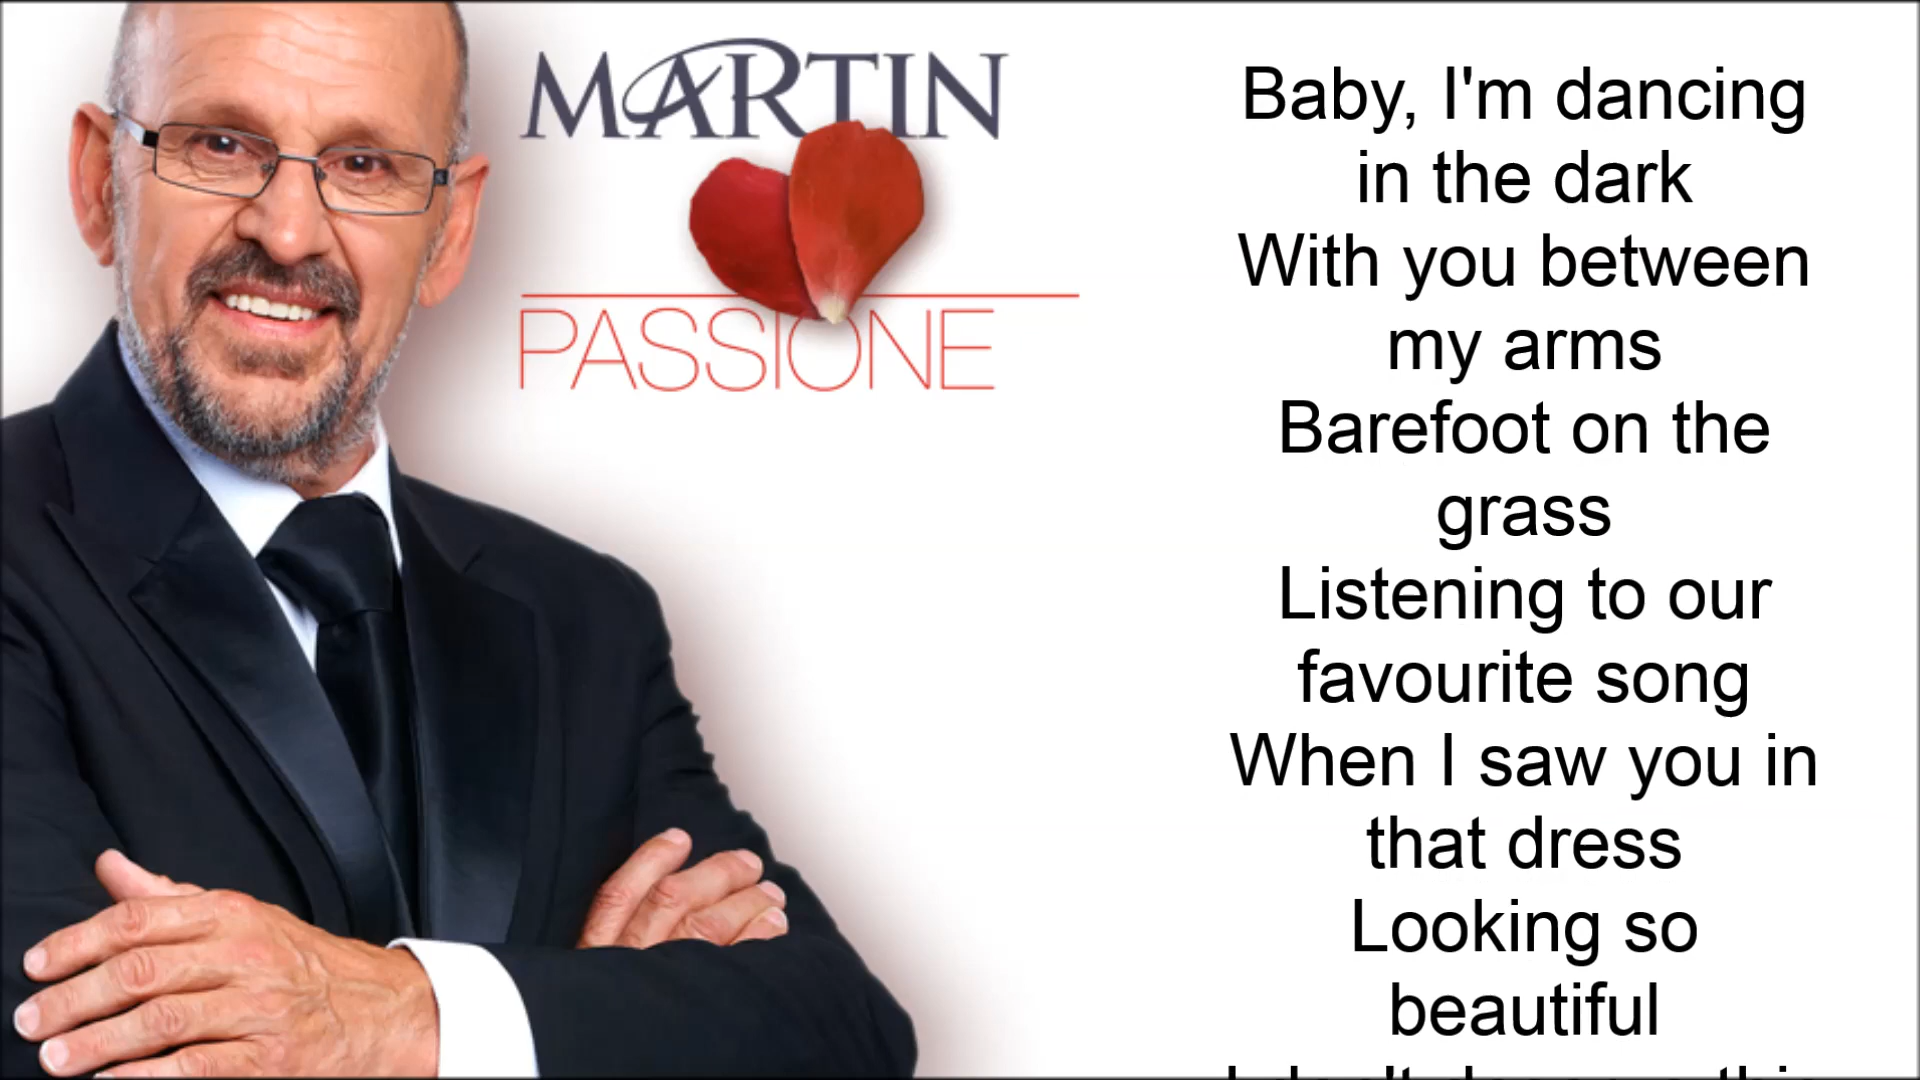 MARTIN
PASSIONE
Baby, I'm dancing
in the dark
With you between
my arms
Barefoot on the
grass
Listening to our
favourite song
When I saw you in
that dress
Looking so
beautiful